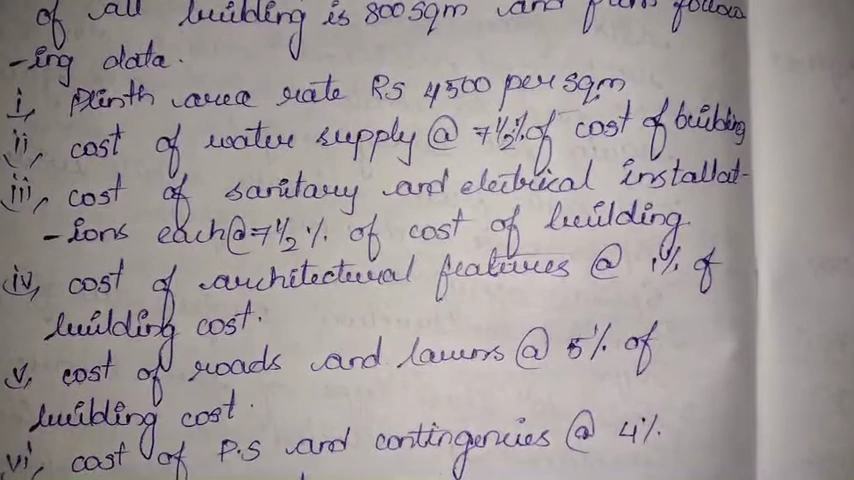 of all building is 800 sqm and from follow
-ing data.
i, Plinth area rate Rs 4500 per sqm
ii, cost of water supply @ 7½% of cost of building
iii, cost of sanitary and eletrical installat-
-ions each @ 7½% of cost of building.
iv, cost of architectural features @ 1% of
building cost.
v, cost of roads and lawns @ 5% of
building cost.
vi, cost of P.S and contingencies @ 4%.